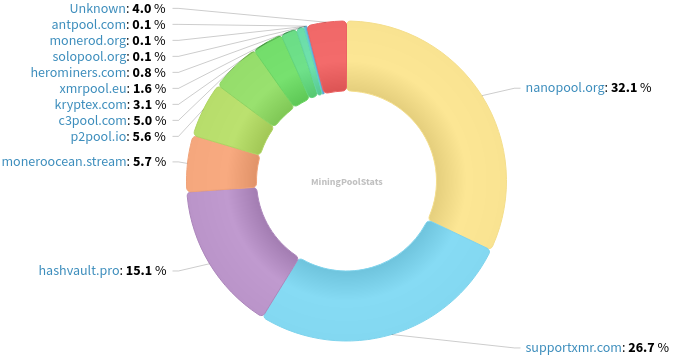 Unknown: 4.0 %
antpool.com: 0.1 %
monerod.org: 0.1 %
solopool.org: 0.1 %
herominers.com: 0.8 %
xmrpool.eu: 1.6 %
kryptex.com: 3.1 %
c3pool.com: 5.0 %
p2pool.io: 5.6 %
moneroocean.stream: 5.7 %
hashvault.pro: 15.1 %
MiningPoolStats
nanopool.org: 32.1 %
supportxmr.com: 26.7 %